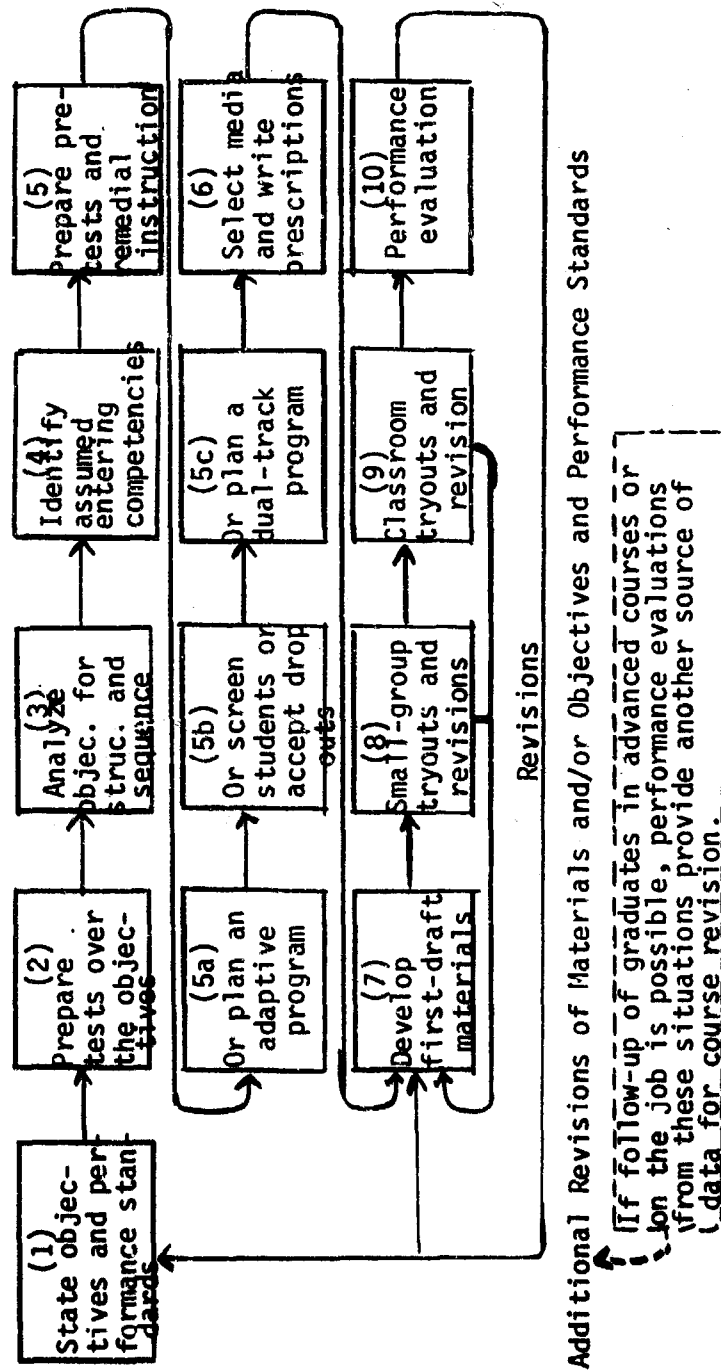 (1)
State objec-
tives and per-
formance stan-
dards
(2)
Prepare
tests over
the objec-
tives
(3)
Analyze
objec. for
struc. and
sequence
(4)
Identify
assumed
entering
competencies
(5)
Prepare pre-
tests and
remedial
instruction
(5a)
Or plan an
adaptive
program
(5b)
Or screen
students or
accept drop
outs
(5c)
Or plan a
dual-track
program
(6)
Select media
and write
prescriptions
(7)
Develop
first-draft
materials
(8)
Small-group
tryouts and
revisions
(9)
Classroom
tryouts and
revision
(10)
Performance
evaluation
Revisions
Additional Revisions of Materials and/or Objectives and Performance Standards
If follow-up of graduates in advanced courses or
on the job is possible, performance evaluations
from these situations provide another source of
data for course revision.